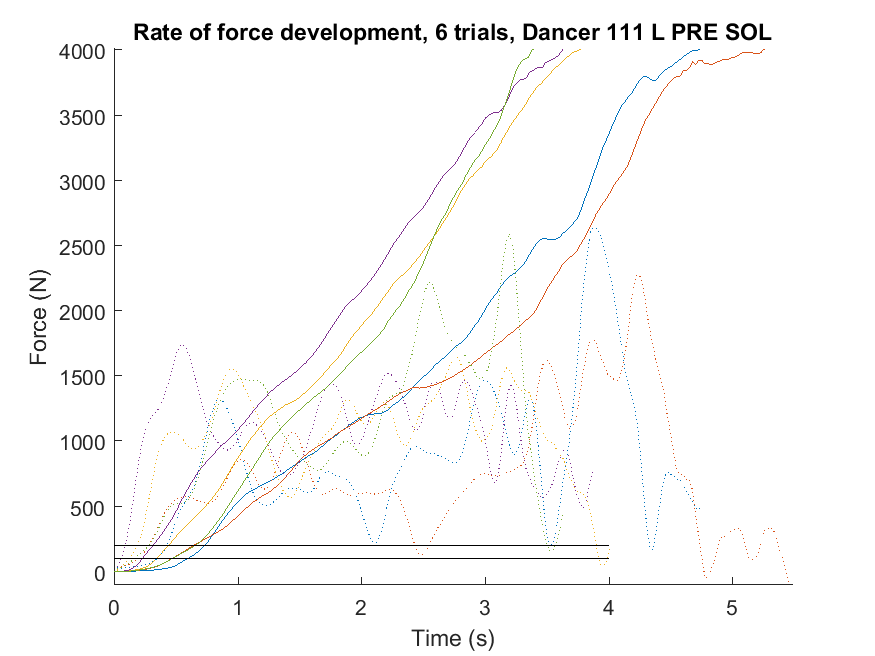 Rate of force development, 6 trials, Dancer 111 L PRE SOL
4000
3500
3000
2500
2000
1500
1000
500
0
Force (N)
0 1 2 3 4 5
Time (s)